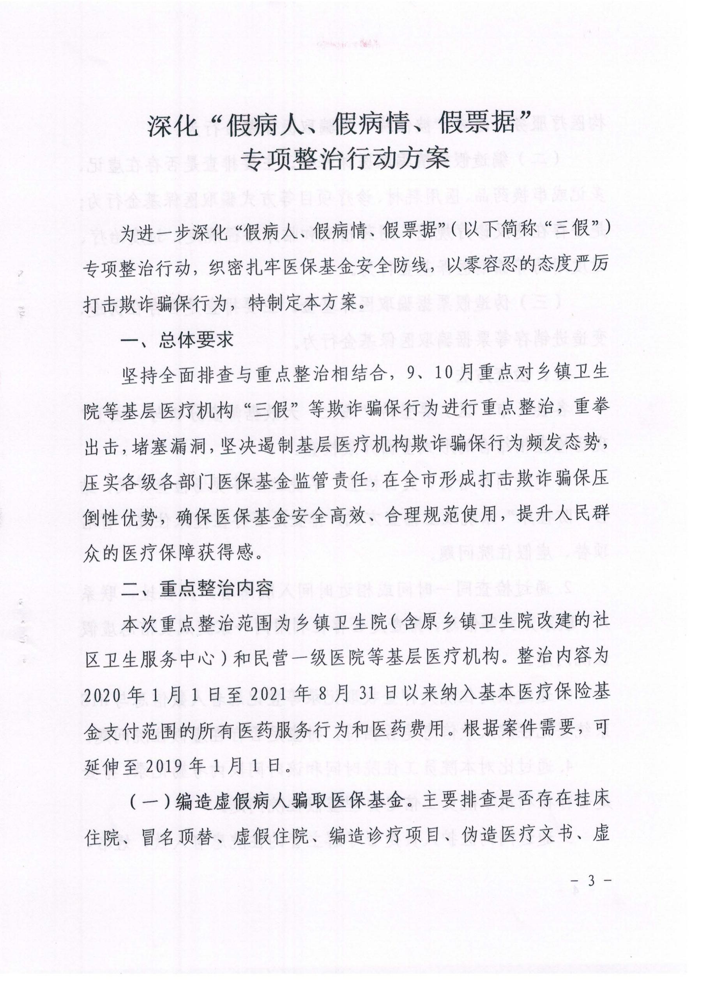 深化“假病人、假病情、假票据”
专项整治行动方案
为进一步深化“假病人、假病情、假票据”(以下简称“三假”)
专项整治行动，织密扎牢医保基金安全防线，以零容忍的态度严厉
打击欺诈骗保行为，特制定本方案。
一、总体要求
坚持全面排查与重点整治相结合，9、10月重点对乡镇卫生
院等基层医疗机构“三假”等欺诈骗保行为进行重点整治，重拳
出击，堵塞漏洞，坚决遏制基层医疗机构欺诈骗保行为频发态势，
压实各级各部门医保基金监管责任，在全市形成打击欺诈骗保压
倒性优势，确保医保基金安全高效、合理规范使用，提升人民群
众的医疗保障获得感。
二、重点整治内容
本次重点整治范围为乡镇卫生院(含原乡镇卫生院改建的社
区卫生服务中心)和民营一级医院等基层医疗机构。整治内容为
2020年1月1日至2021年8月31日以来纳入基本医疗保险基
金支付范围的所有医药服务行为和医药费用。根据案件需要，可
延伸至2019年1月1日。
(一)编造虚假病人骗取医保基金。主要排查是否存在挂床
住院、冒名顶替、虚假住院、编造诊疗项目、伪造医疗文书、虚
- 3 -